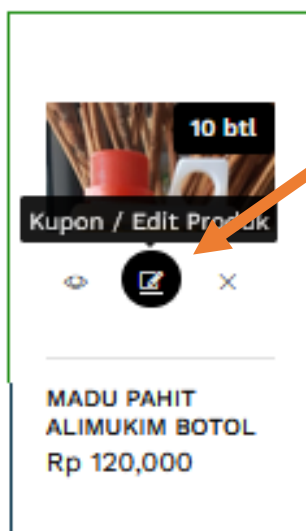 10 btl
Kupon / Edit Produk
MADU PAHIT
ALIMUKIM BOTOL
Rp 120,000